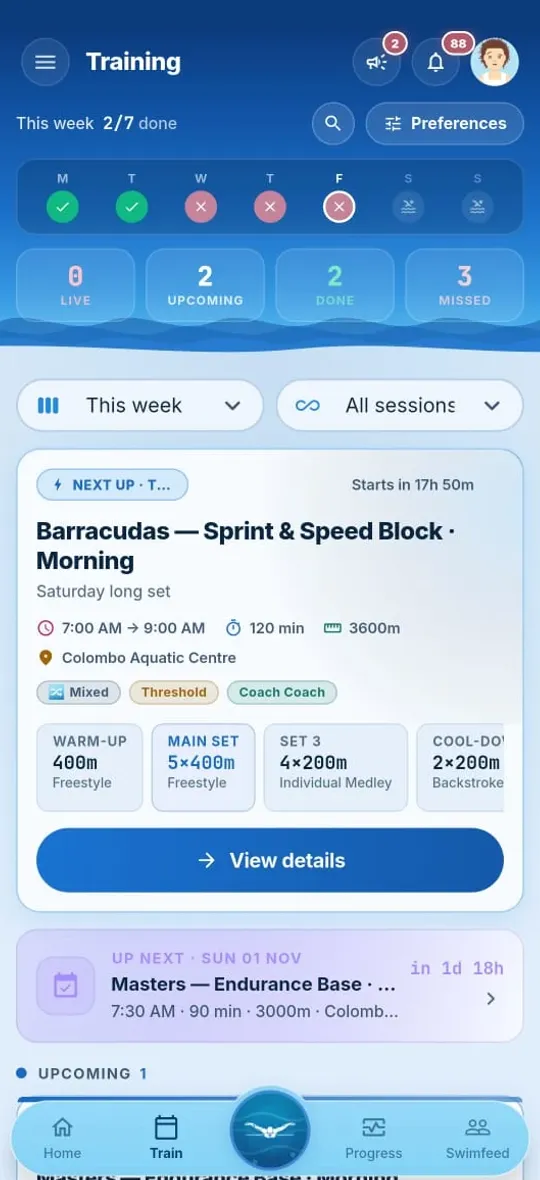 Training
2
88
This week 2/7 done
Preferences
M T W T F S S
0 2 2 3
LIVE UPCOMING DONE MISSED
This week
All sessions
NEXT UP · T...
Starts in 17h 50m
Barracudas — Sprint & Speed Block ·
Morning
Saturday long set
7:00 AM → 9:00 AM 120 min 3600m
Colombo Aquatic Centre
Mixed Threshold Coach Coach
WARM-UP MAIN SET SET 3 COOL-DOW
400m 5×400m 4×200m 2×200m
Freestyle Freestyle Individual Medley Backstroke
→ View details
UP NEXT · SUN 01 NOV
in 1d 18h
Masters — Endurance Base · ...
7:30 AM · 90 min · 3000m · Colomb...
UPCOMING 1
Home Train Progress Swimfeed
Masters — Endurance Base · Morning